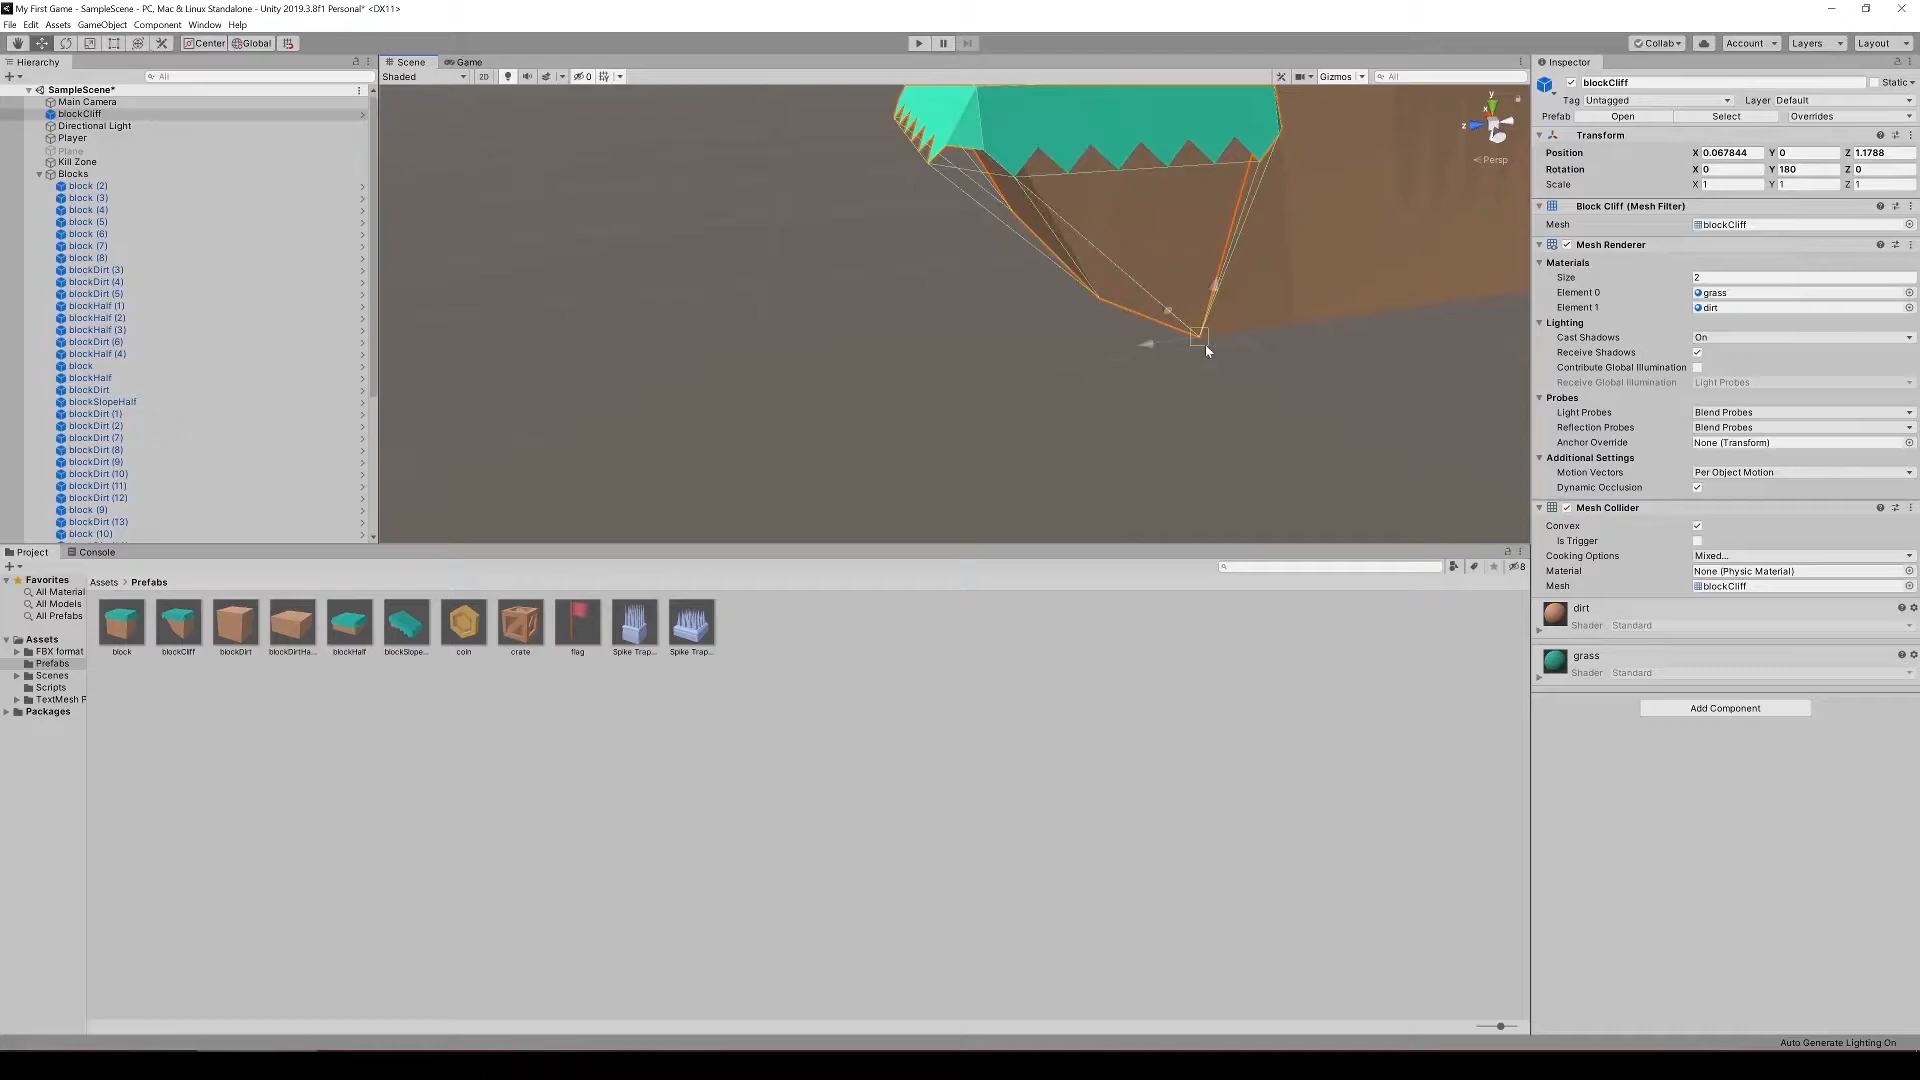 My First Game - SampleScene - PC, Mac & Linux Standalone - Unity 2019.3.8f1 Personal* <DX11>
File Edit Assets GameObject Component Window Help
Center Global Collab Account Layers Layout
Hierarchy
All
SampleScene*
Main Camera
blockCliff
Directional Light
Player
Plane
Kill Zone
Blocks
block (2)
block (3)
block (4)
block (5)
block (6)
block (7)
block (8)
blockDirt (3)
blockDirt (4)
blockDirt (5)
blockHalf (1)
blockHalf (2)
blockHalf (3)
blockDirt (6)
blockHalf (4)
block
blockHalf
blockDirt
blockSlopeHalf
blockDirt (1)
blockDirt (2)
blockDirt (7)
blockDirt (8)
blockDirt (9)
blockDirt (10)
blockDirt (11)
blockDirt (12)
block (9)
blockDirt (13)
block (10)
Scene Game
Shaded 2D 0 Gizmos All
y
x
z
Persp
Inspector
blockCliff Static
Tag Untagged Layer Default
Prefab Open Select Overrides
Transform
Position X 0.067844 Y 0 Z 1.1788
Rotation X 0 Y 180 Z 0
Scale X 1 Y 1 Z 1
Block Cliff (Mesh Filter)
Mesh blockCliff
Mesh Renderer
Materials
Size 2
Element 0 grass
Element 1 dirt
Lighting
Cast Shadows On
Receive Shadows
Contribute Global Illumination
Receive Global Illumination Light Probes
Probes
Light Probes Blend Probes
Reflection Probes Blend Probes
Anchor Override None (Transform)
Additional Settings
Motion Vectors Per Object Motion
Dynamic Occlusion
Mesh Collider
Convex
Is Trigger
Cooking Options Mixed...
Material None (Physic Material)
Mesh blockCliff
dirt
Shader Standard
grass
Shader Standard
Add Component
Project Console
8
Favorites
All Material
All Models
All Prefabs
Assets
FBX format
Prefabs
Scenes
Scripts
TextMesh P
Packages
Assets > Prefabs
block blockCliff blockDirt blockDirtHa... blockHalf blockSlope... coin crate flag Spike Trap... Spike Trap...
Auto Generate Lighting On